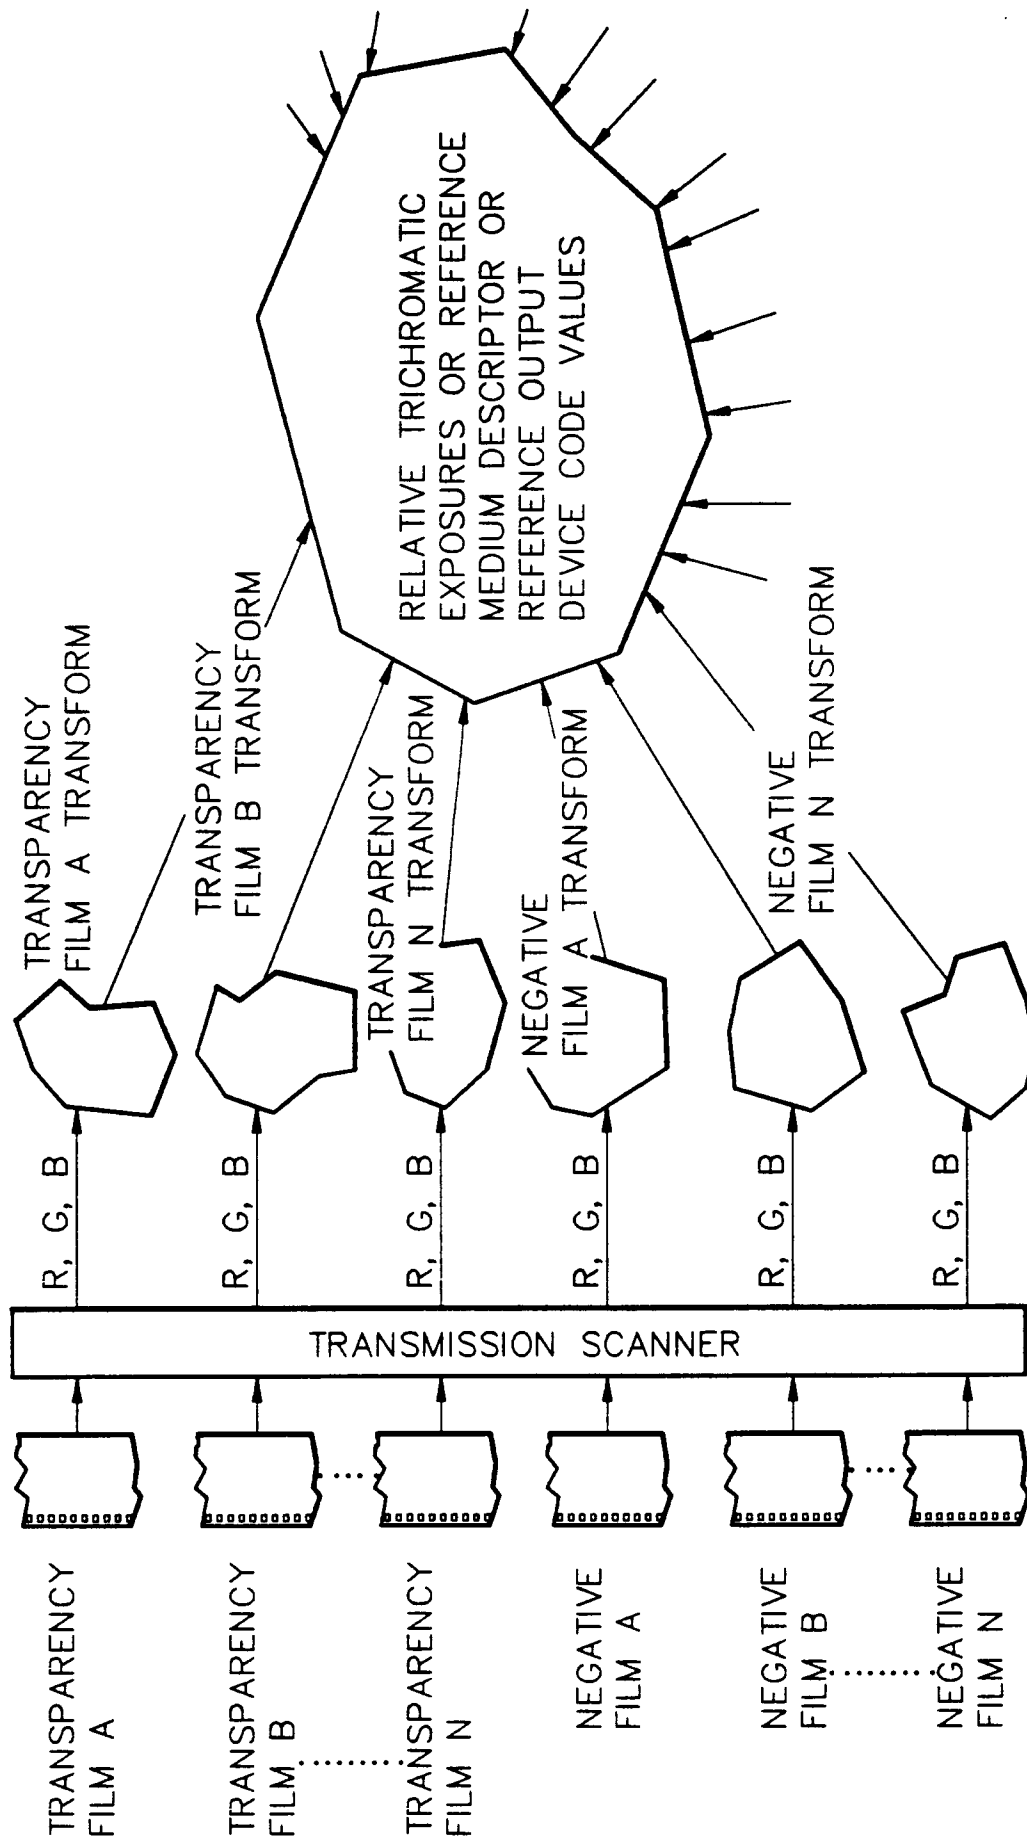 TRANSPARENCY
FILM A
TRANSPARENCY
FILM B
TRANSPARENCY
FILM N
NEGATIVE
FILM A
NEGATIVE
FILM B
NEGATIVE
FILM N
TRANSMISSION SCANNER
R, G, B
R, G, B
R, G, B
R, G, B
R, G, B
R, G, B
TRANSPARENCY
FILM A TRANSFORM
TRANSPARENCY
FILM B TRANSFORM
TRANSPARENCY
FILM N TRANSFORM
NEGATIVE
FILM A TRANSFORM
NEGATIVE
FILM N TRANSFORM
RELATIVE TRICHROMATIC
EXPOSURES OR REFERENCE
MEDIUM DESCRIPTOR OR
REFERENCE OUTPUT
DEVICE CODE VALUES